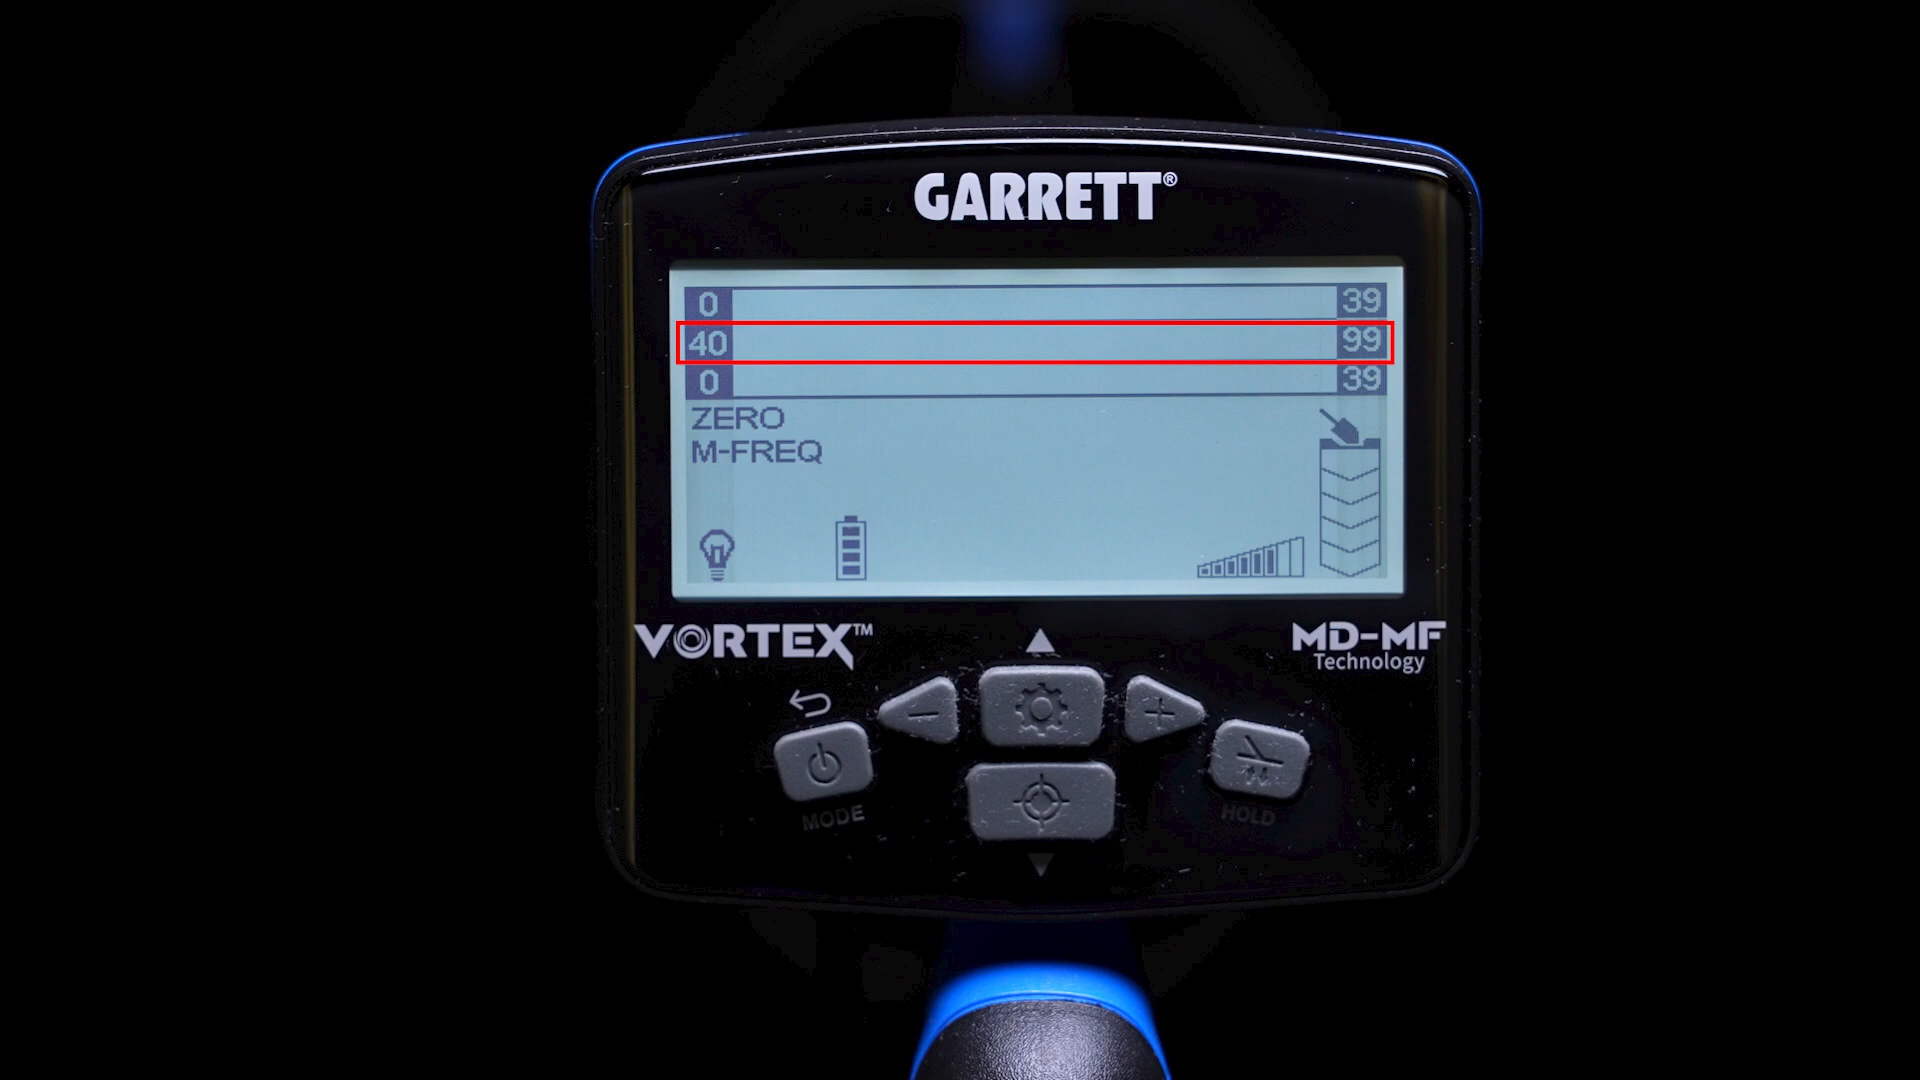 GARRETT®
0 39
40 99
0 39
ZERO
M-FREQ
VORTEX™
MD-MF
Technology
MODE
HOLD